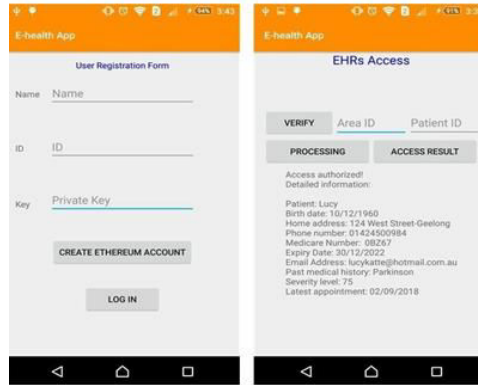 94% 3:43
E-health App
User Registration Form
Name Name
ID ID
Key Private Key
CREATE ETHEREUM ACCOUNT
LOG IN
E-health App
EHRs Access
VERIFY Area ID Patient ID
PROCESSING ACCESS RESULT
Access authorized!
Detailed information:
Patient: Lucy
Birth date: 10/12/1960
Home address: 124 West Street-Geelong
Phone number: 01424500984
Medicare Number: 0BZ67
Expiry Date: 30/12/2022
Email Address: lucykatte@hotmail.com.au
Past medical history: Parkinson
Severity level: 75
Latest appointment: 02/09/2018